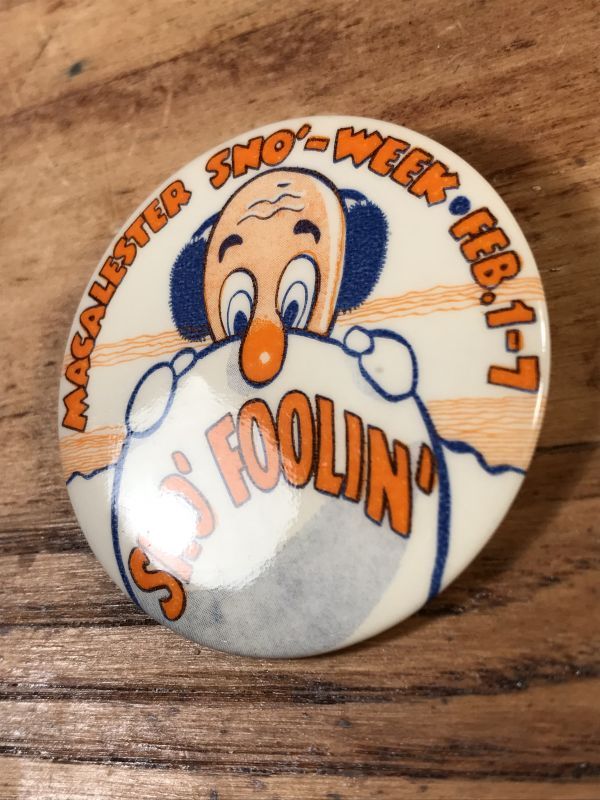 MACALESTER SNO'-WEEK • FEB. 1-7
SNO' FOOLIN'